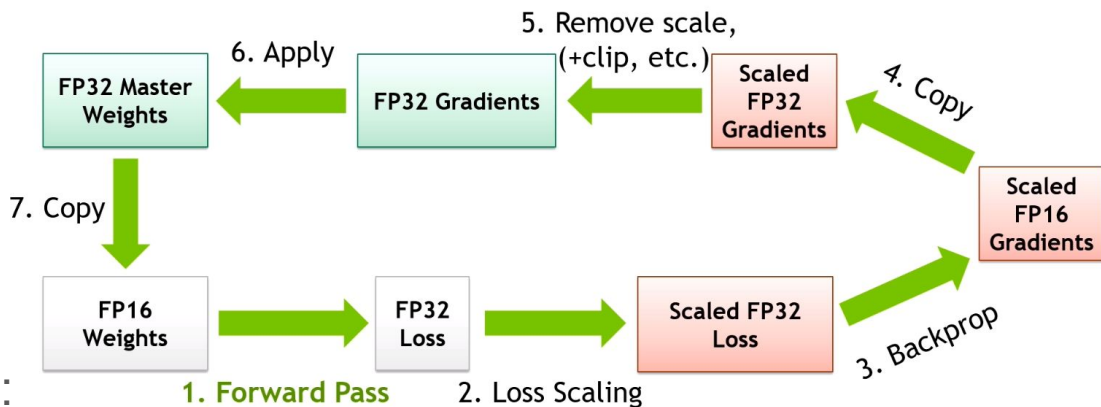 5. Remove scale,
(+clip, etc.)
6. Apply
FP32 Master
Weights
FP32 Gradients
Scaled
FP32
Gradients
4. Copy
Scaled
FP16
Gradients
7. Copy
FP16
Weights
FP32
Loss
Scaled FP32
Loss
3. Backprop
: 1. Forward Pass
2. Loss Scaling